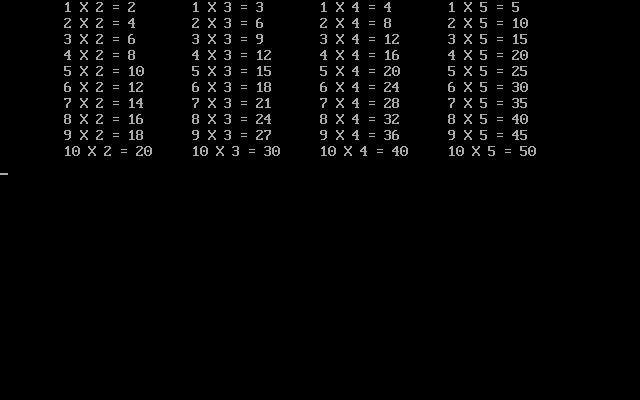 1 X 2 = 2 1 X 3 = 3 1 X 4 = 4 1 X 5 = 5
2 X 2 = 4 2 X 3 = 6 2 X 4 = 8 2 X 5 = 10
3 X 2 = 6 3 X 3 = 9 3 X 4 = 12 3 X 5 = 15
4 X 2 = 8 4 X 3 = 12 4 X 4 = 16 4 X 5 = 20
5 X 2 = 10 5 X 3 = 15 5 X 4 = 20 5 X 5 = 25
6 X 2 = 12 6 X 3 = 18 6 X 4 = 24 6 X 5 = 30
7 X 2 = 14 7 X 3 = 21 7 X 4 = 28 7 X 5 = 35
8 X 2 = 16 8 X 3 = 24 8 X 4 = 32 8 X 5 = 40
9 X 2 = 18 9 X 3 = 27 9 X 4 = 36 9 X 5 = 45
10 X 2 = 20 10 X 3 = 30 10 X 4 = 40 10 X 5 = 50